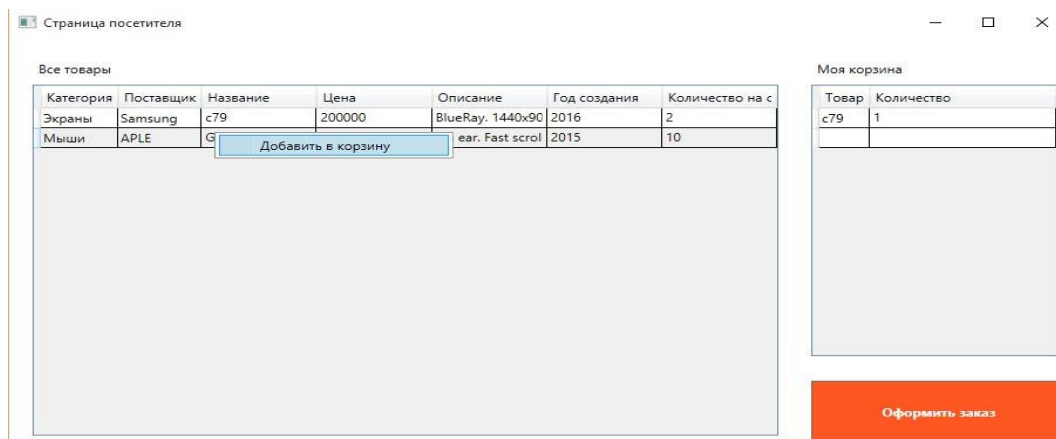 Страница посетителя
Все товары
Категория Поставщик Название Цена Описание Год создания Количество на с
Экраны Samsung c79 200000 BlueRay. 1440x90 2016 2
Мыши APLE G ear. Fast scrol 2015 10
Добавить в корзину
Моя корзина
Товар Количество
c79 1
Оформить заказ